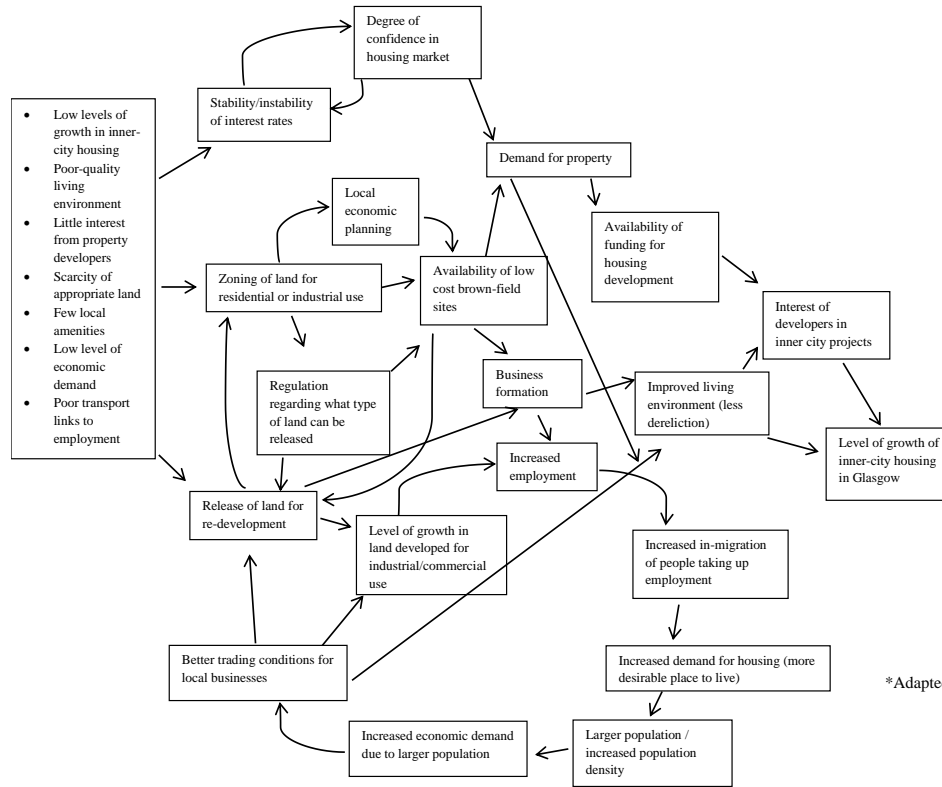 Degree of
confidence in
housing market
Stability/instability
of interest rates
• Low levels of
growth in inner-
city housing
• Poor-quality
living
environment
• Little interest
from property
developers
• Scarcity of
appropriate land
• Few local
amenities
• Low level of
economic
demand
• Poor transport
links to
employment
Demand for property
Local
economic
planning
Availability of
funding for
housing
development
Zoning of land for
residential or industrial use
Availability of low
cost brown-field
sites
Interest of
developers in
inner city projects
Regulation
regarding what type
of land can be
released
Business
formation
Improved living
environment (less
dereliction)
Level of growth of
inner-city housing
in Glasgow
Increased
employment
Release of land for
re-development
Level of growth in
land developed for
industrial/commercial
use
Increased in-migration
of people taking up
employment
Better trading conditions for
local businesses
Increased demand for housing (more
desirable place to live)
*Adapted
Increased economic demand
due to larger population
Larger population /
increased population
density